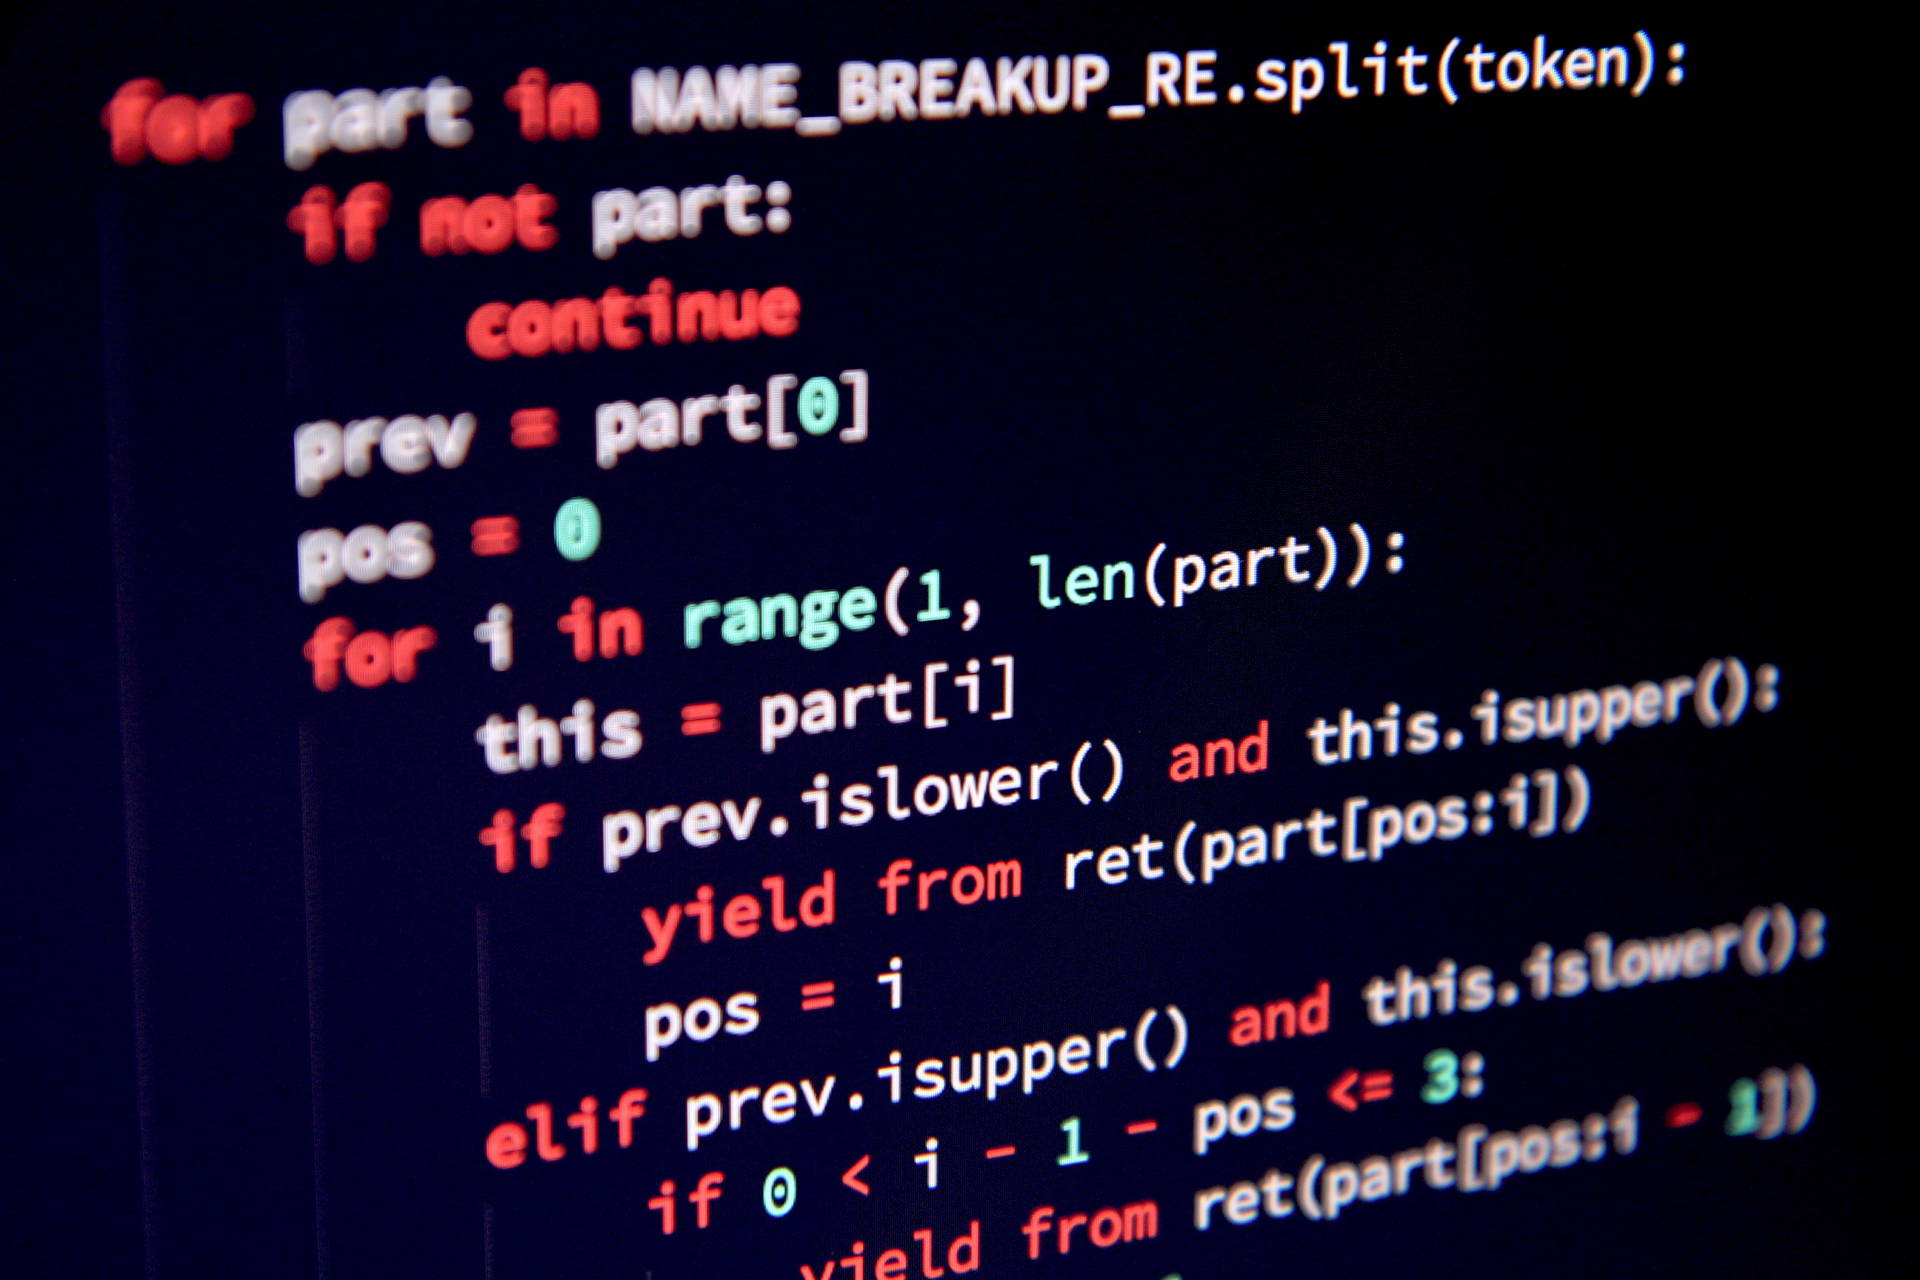 for part in NAME_BREAKUP_RE.split(token):
if not part:
continue
prev = part[0]
pos = 0
for i in range(1, len(part)):
this = part[i]
if prev.islower() and this.isupper():
yield from ret(part[pos:i])
pos = i
elif prev.isupper() and this.islower():
if 0 < i - 1 - pos <= 3:
yield from ret(part[pos:i - 1])